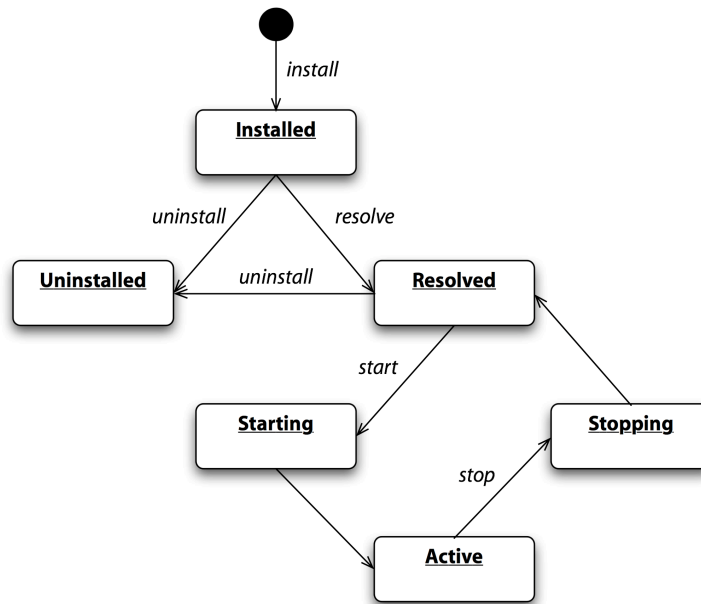 install
Installed
uninstall
resolve
Uninstalled
uninstall
Resolved
start
Starting
Stopping
stop
Active